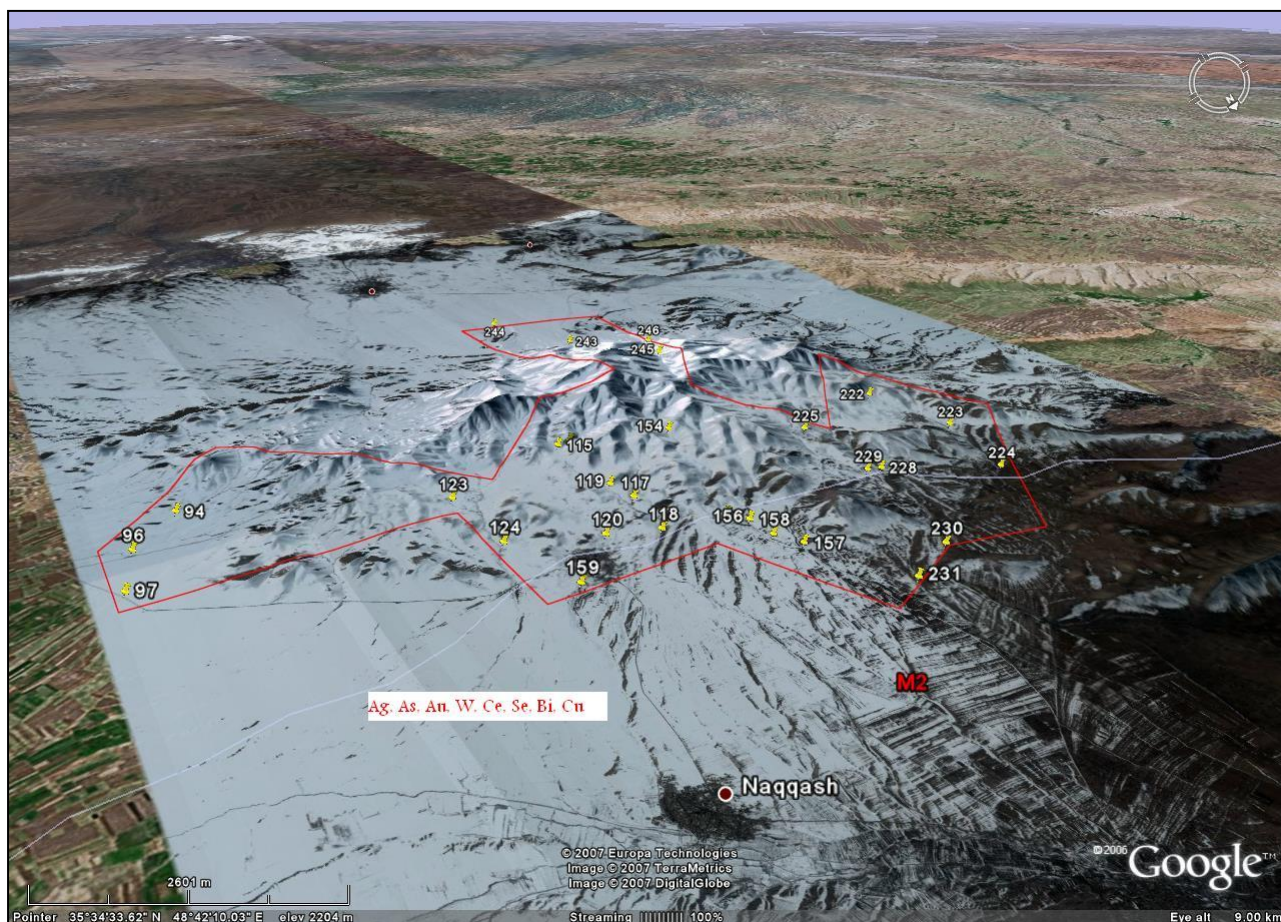 N
244
243
246
245
222
223
225
154
115
229
228
224
119
117
123
94
96
124
120
118
156
158
157
230
97
159
231
M2
Ag, As, Au, W, Ce, Se, Bi, Cu
Naqqash
© 2007 Europa Technologies
Image © 2007 TerraMetrics
Image © 2007 DigitalGlobe
© 2006 Google™
2601 m
Pointer 35°34'33.62" N 48°42'10.03" E elev 2204 m Streaming |||||||||| 100% Eye alt 9.00 km